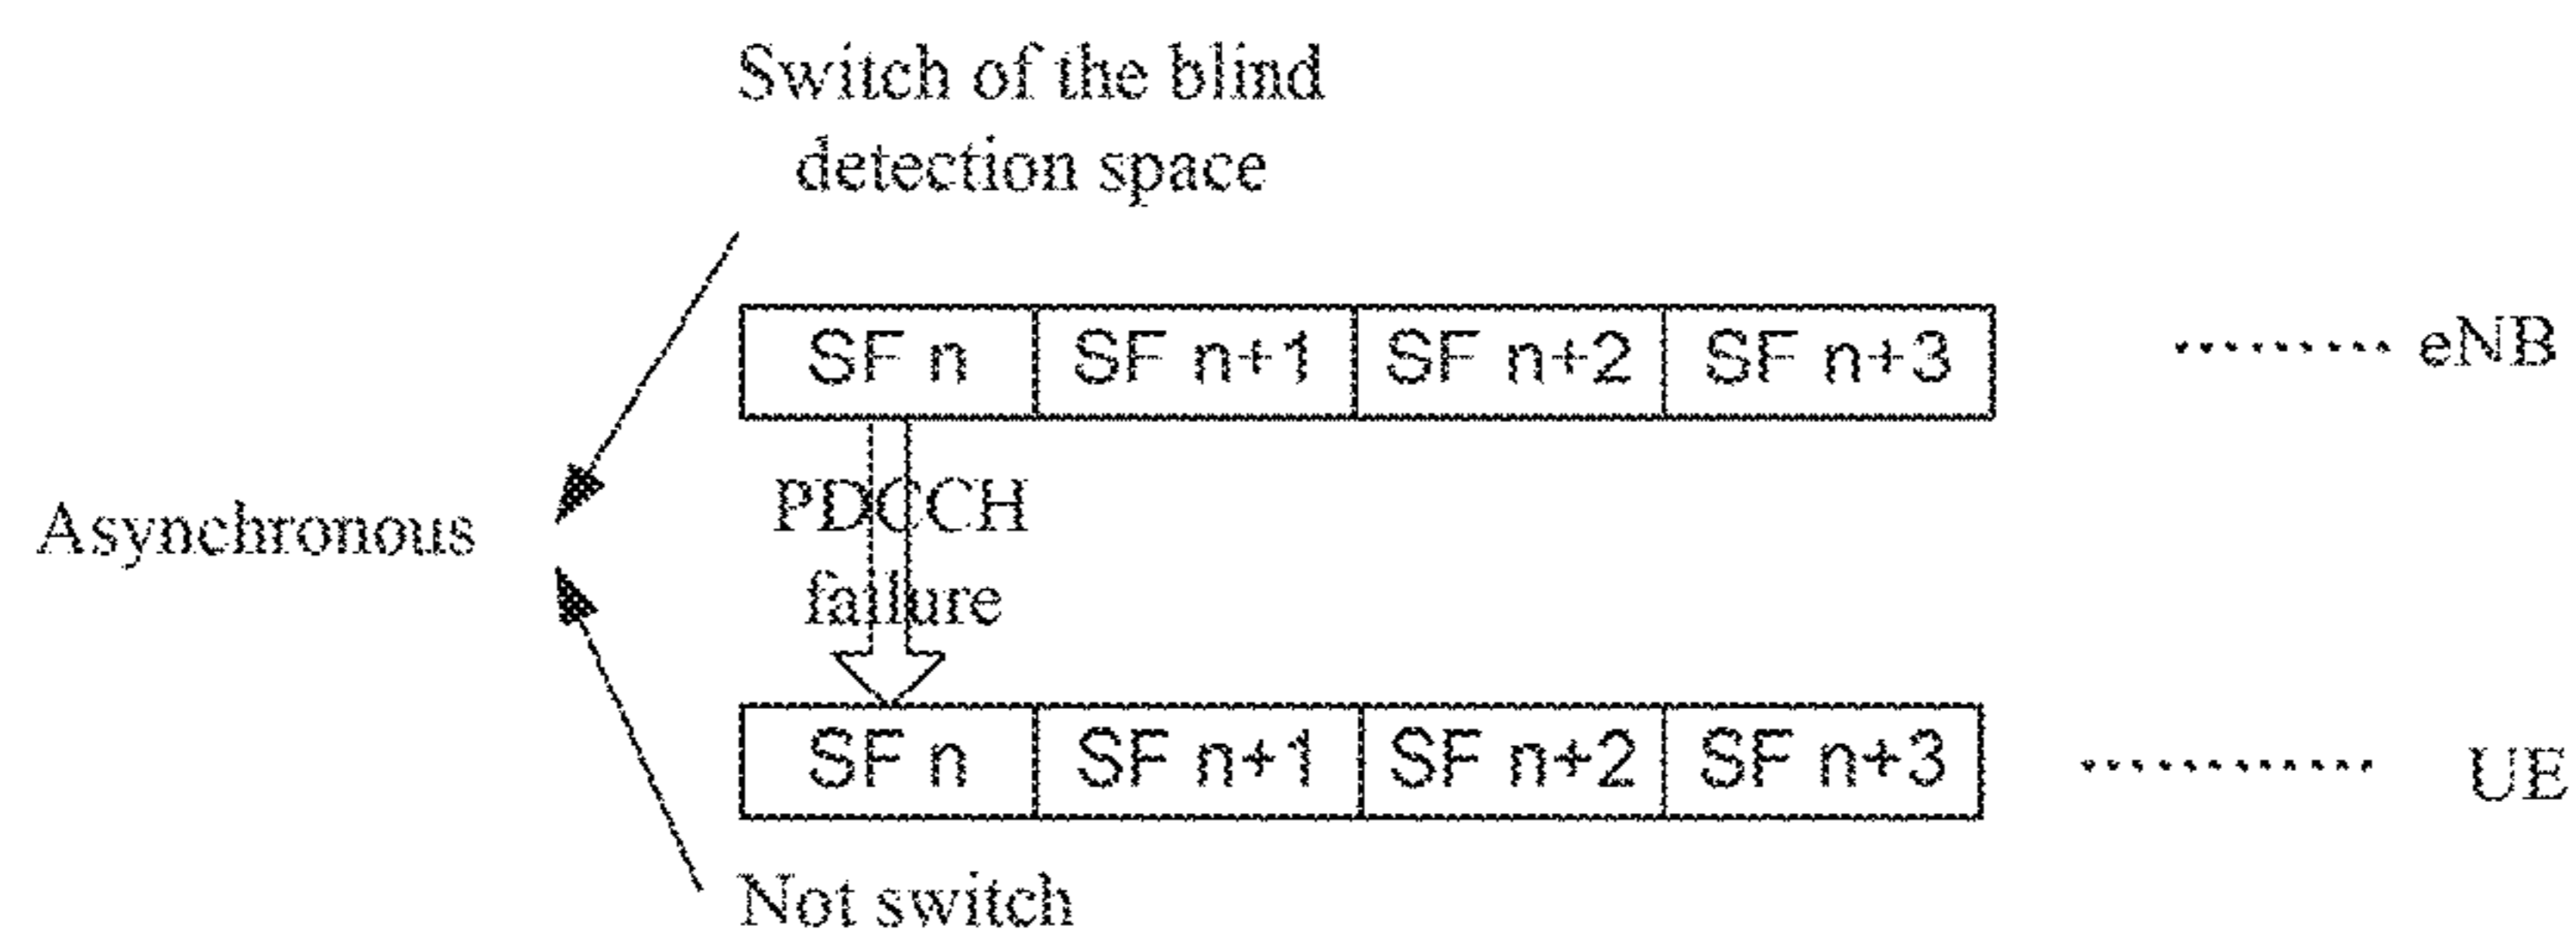 Switch of the blind
detection space
SF n SF n+1 SF n+2 SF n+3 eNB
PDCCH
Asynchronous
failure
SF n SF n+1 SF n+2 SF n+3 UE
Not switch